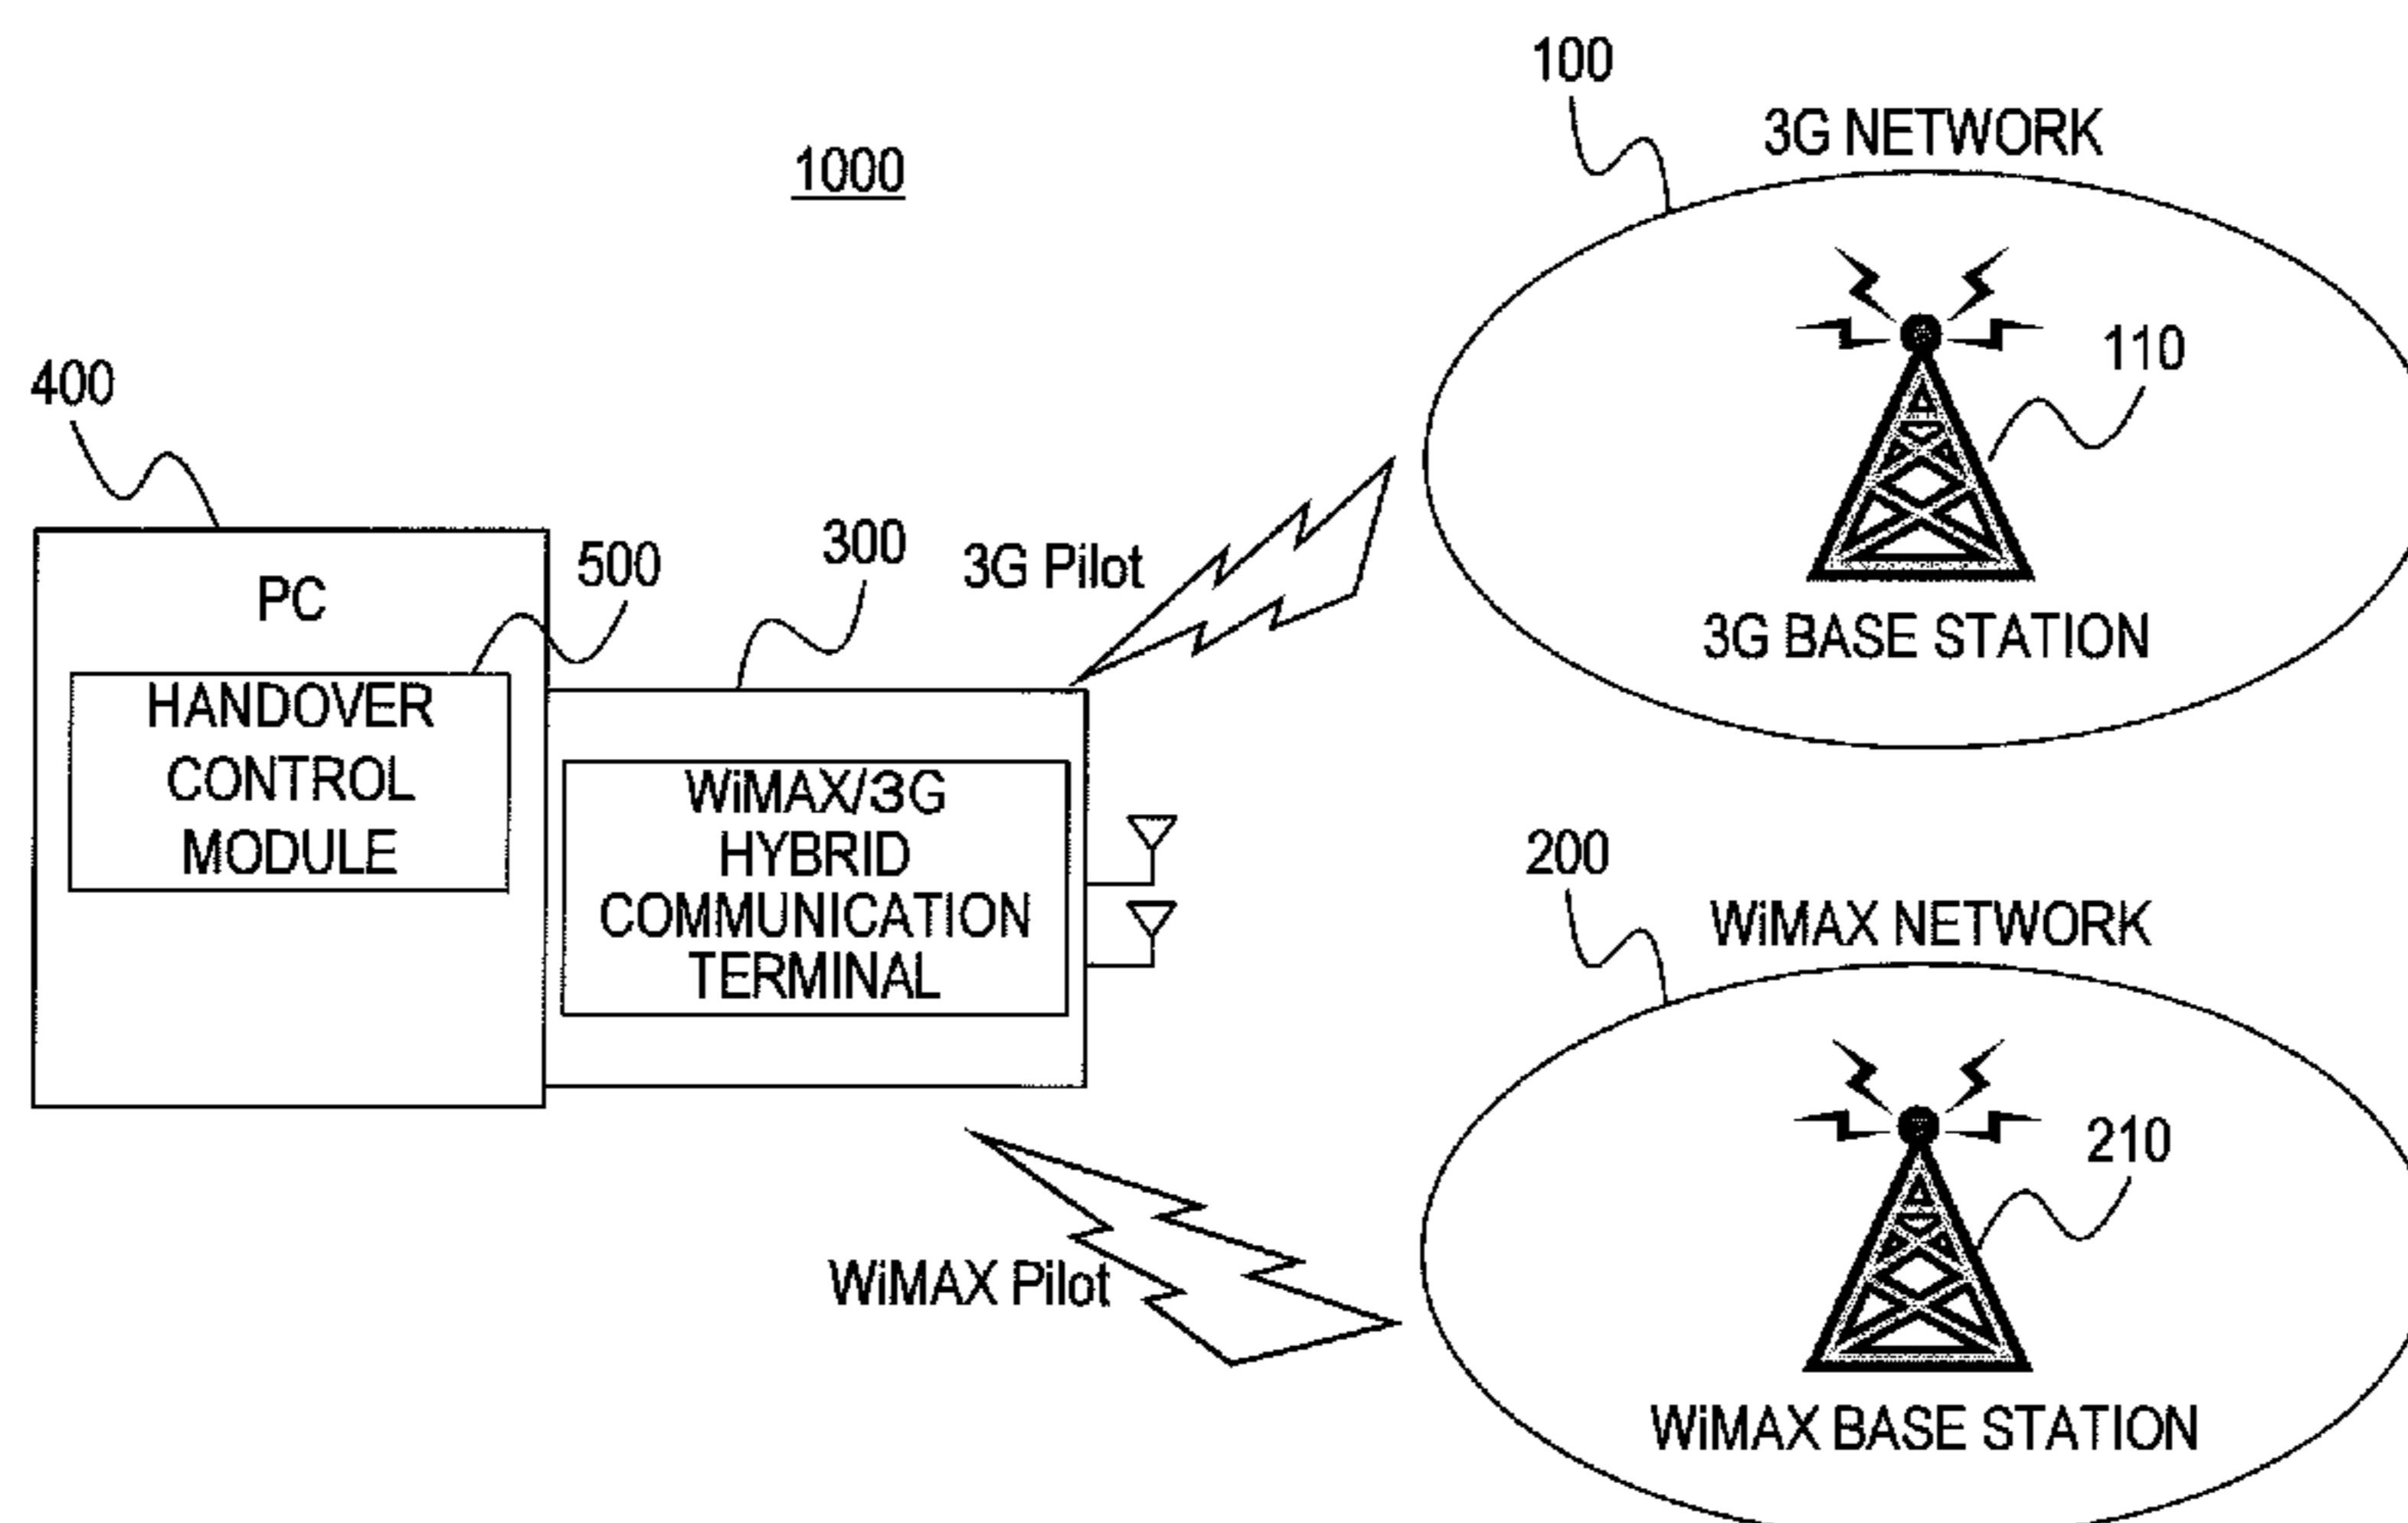 100
3G NETWORK
1000
110
3G BASE STATION
400
PC
500
HANDOVER
CONTROL
MODULE
300
3G Pilot
WiMAX/3G
HYBRID
COMMUNICATION
TERMINAL
200
WiMAX NETWORK
210
WiMAX Pilot
WiMAX BASE STATION